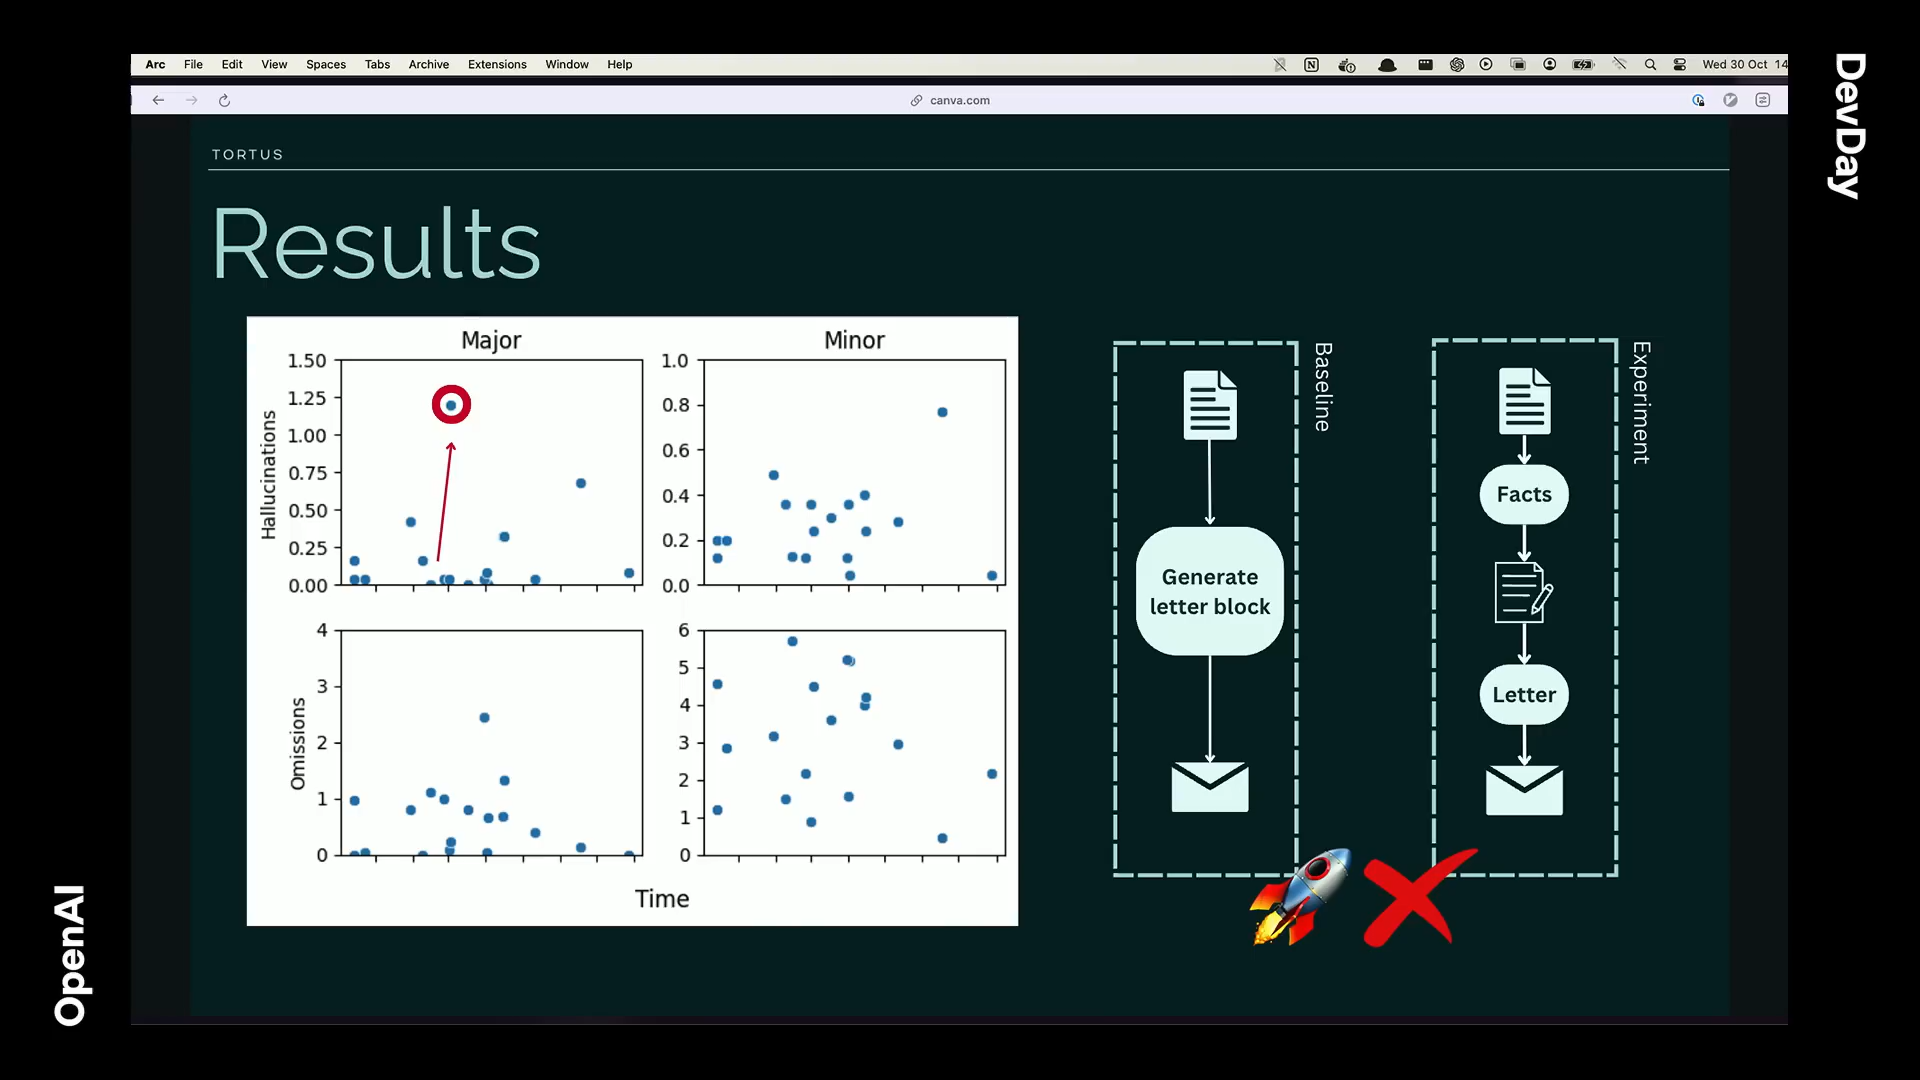 Arc File Edit View Spaces Tabs Archive Extensions Window Help Wed 30 Oct 14
canva.com
DevDay
TORTUS
Results
Major
Minor
Hallucinations
1.50
1.25
1.00
0.75
0.50
0.25
0.00
1.0
0.8
0.6
0.4
0.2
0.0
Omissions
4
3
2
1
0
6
5
4
3
2
1
0
Time
Baseline
Generate
letter block
Experiment
Facts
Letter
OpenAI